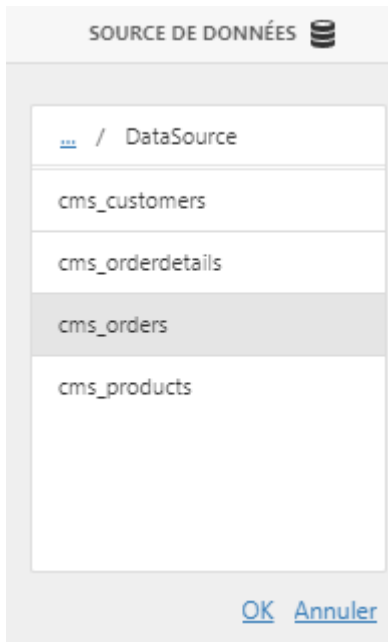 SOURCE DE DONNÉES
... / DataSource
cms_customers
cms_orderdetails
cms_orders
cms_products
OK Annuler